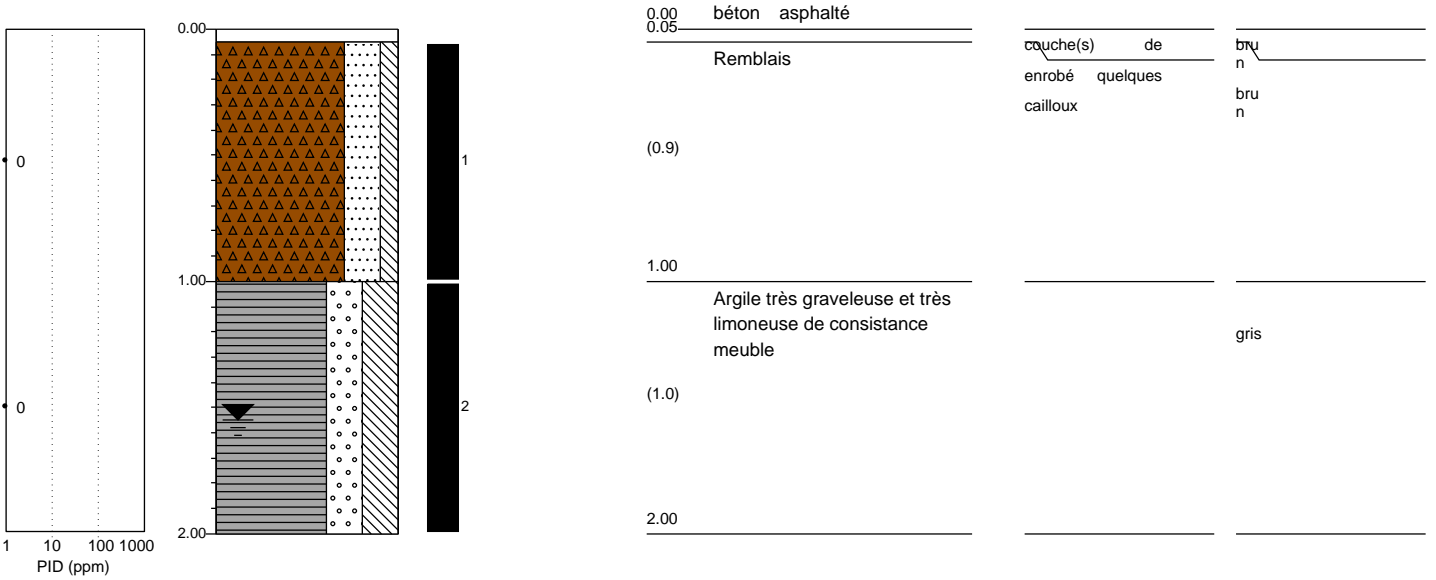 0.00
1.00
2.00
0
0
1 10 100 1000
PID (ppm)
1
2
0.00 béton asphalté
0.05
Remblais
(0.9)
1.00
Argile très graveleuse et très
limoneuse de consistance
meuble
(1.0)
2.00
couche(s) de
enrobé quelques
cailloux
bru
n
bru
n
gris